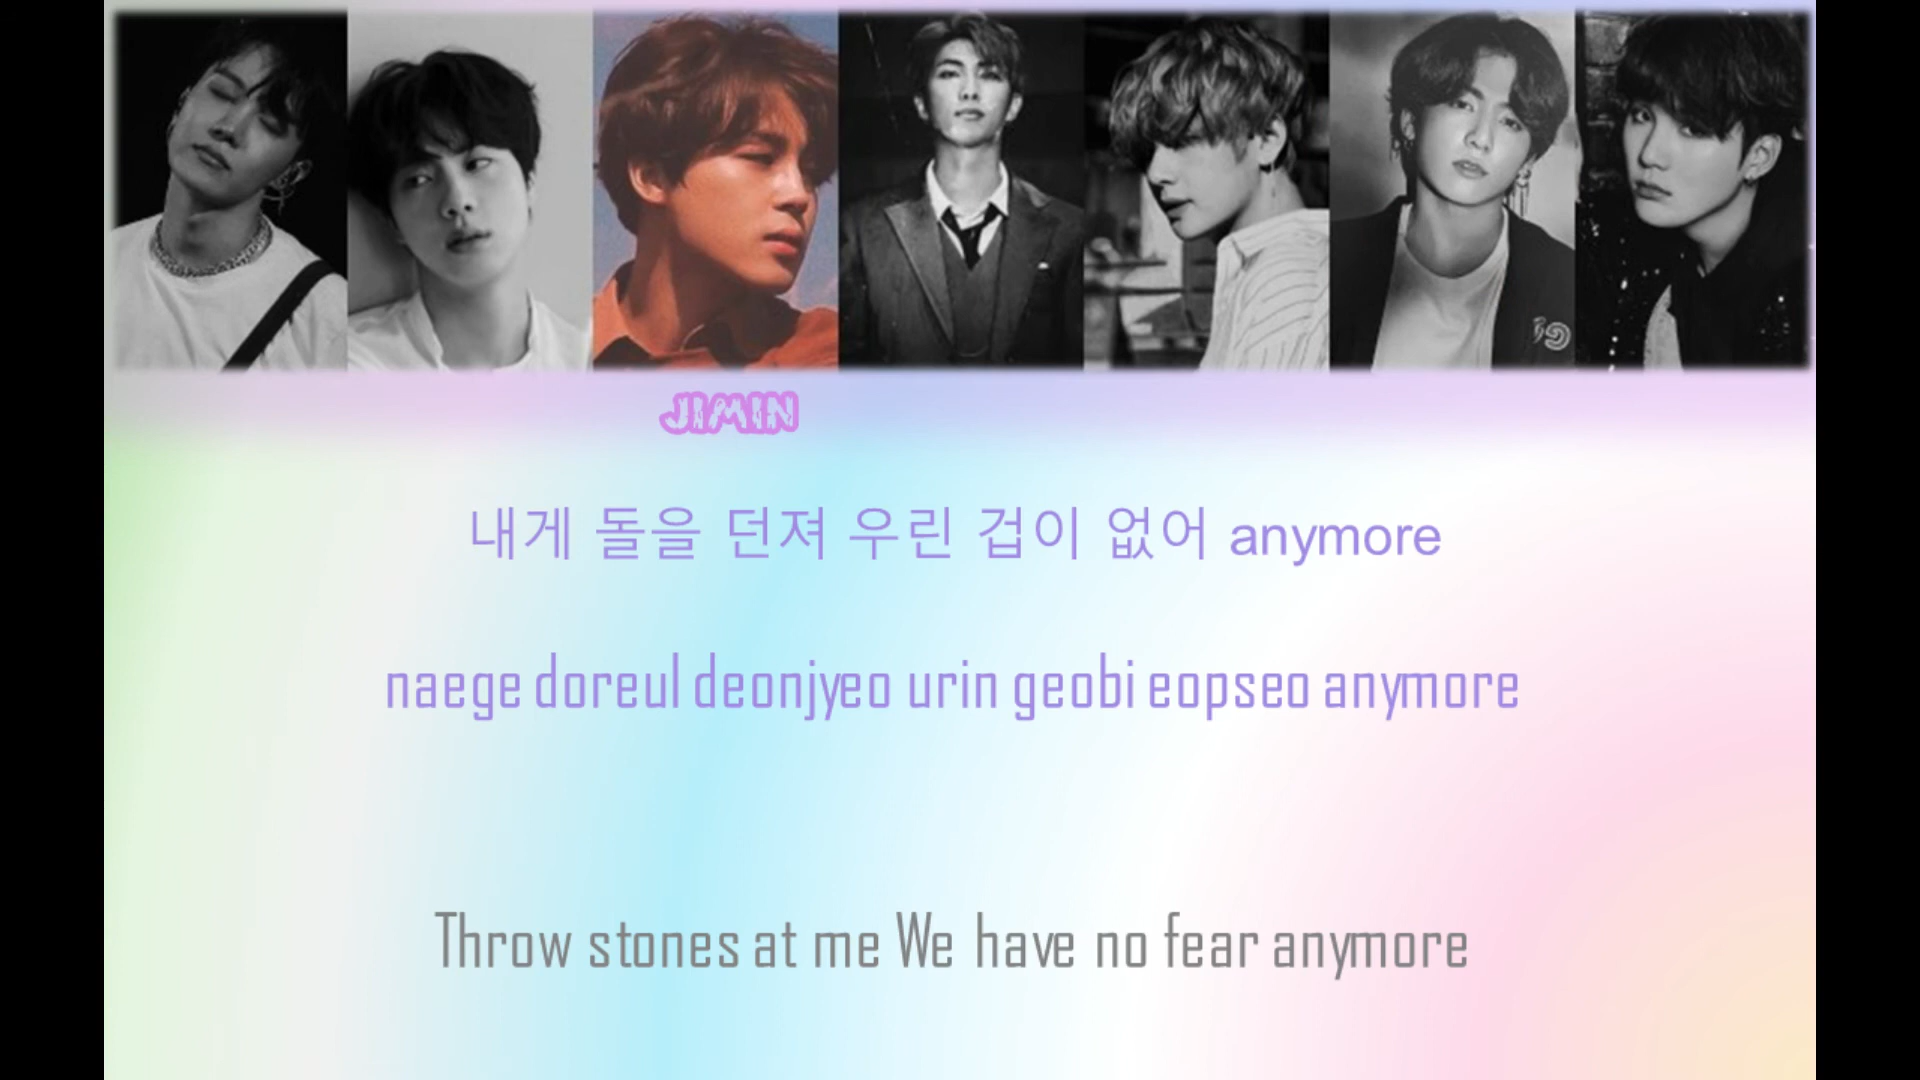 JIMIN
내게 돌을 던져 우린 겁이 없어 anymore
naege doreul deonjyeo urin geobi eopseo anymore
Throw stones at me We have no fear anymore